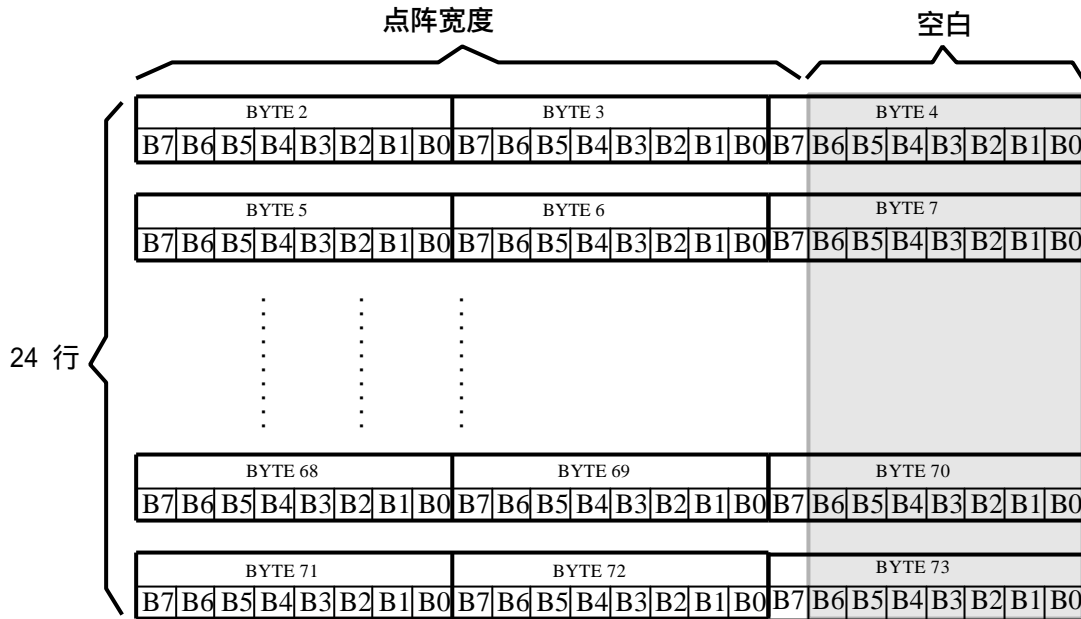 点阵宽度 空白
BYTE 2 BYTE 3 BYTE 4
B7 B6 B5 B4 B3 B2 B1 B0 B7 B6 B5 B4 B3 B2 B1 B0 B7 B6 B5 B4 B3 B2 B1 B0
BYTE 5 BYTE 6 BYTE 7
B7 B6 B5 B4 B3 B2 B1 B0 B7 B6 B5 B4 B3 B2 B1 B0 B7 B6 B5 B4 B3 B2 B1 B0
24 行
BYTE 68 BYTE 69 BYTE 70
B7 B6 B5 B4 B3 B2 B1 B0 B7 B6 B5 B4 B3 B2 B1 B0 B7 B6 B5 B4 B3 B2 B1 B0
BYTE 71 BYTE 72 BYTE 73
B7 B6 B5 B4 B3 B2 B1 B0 B7 B6 B5 B4 B3 B2 B1 B0 B7 B6 B5 B4 B3 B2 B1 B0